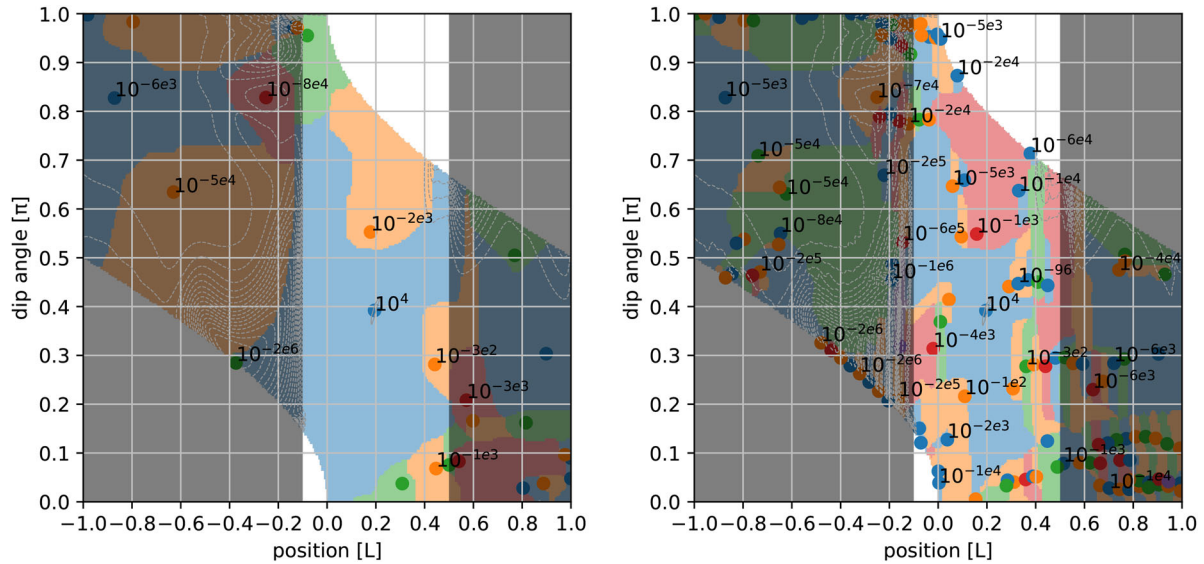 1.0
0.9
0.8
0.7
0.6
0.5
0.4
0.3
0.2
0.1
0.0
dip angle [π]
10^−6e3
10^−8e4
10^−5e4
10^−2e3
10^4
10^−2e6
10^−3e2
10^−3e3
10^−1e3
−1.0 −0.8 −0.6 −0.4 −0.2 0.0 0.2 0.4 0.6 0.8 1.0
position [L]
1.0
0.9
0.8
0.7
0.6
0.5
0.4
0.3
0.2
0.1
0.0
dip angle [π]
10^−5e3
10^−2e4
10^−5e3
10^−7e4
10^−2e4
10^−6e4
10^−5e4
10^−2e5
10^−5e3
10^−1e4
10^−5e4
10^−8e4
10^−6e5
10^−1e3
10^−2e5
10^−1e6
10^−96
10^−4e4
10^4
10^−2e6
10^−4e3
10^−2e6
10^−3e2
10^−6e3
10^−2e5
10^−1e2
10^−6e3
10^−2e3
10^−1e3
10^−1e4
10^−1e4
−1.0 −0.8 −0.6 −0.4 −0.2 0.0 0.2 0.4 0.6 0.8 1.0
position [L]